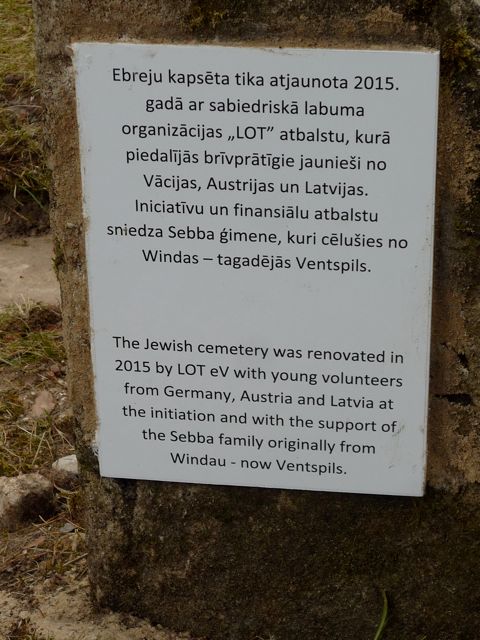 Ebreju kapsēta tika atjaunota 2015.
gadā ar sabiedriskā labuma
organizācijas „LOT” atbalstu, kurā
piedalījās brīvprātīgie jaunieši no
Vācijas, Austrijas un Latvijas.
Iniciatīvu un finansiālu atbalstu
sniedza Sebba ģimene, kuri cēlušies no
Windas – tagadējās Ventspils.
The Jewish cemetery was renovated in
2015 by LOT eV with young volunteers
from Germany, Austria and Latvia at
the initiation and with the support of
the Sebba family originally from
Windau - now Ventspils.